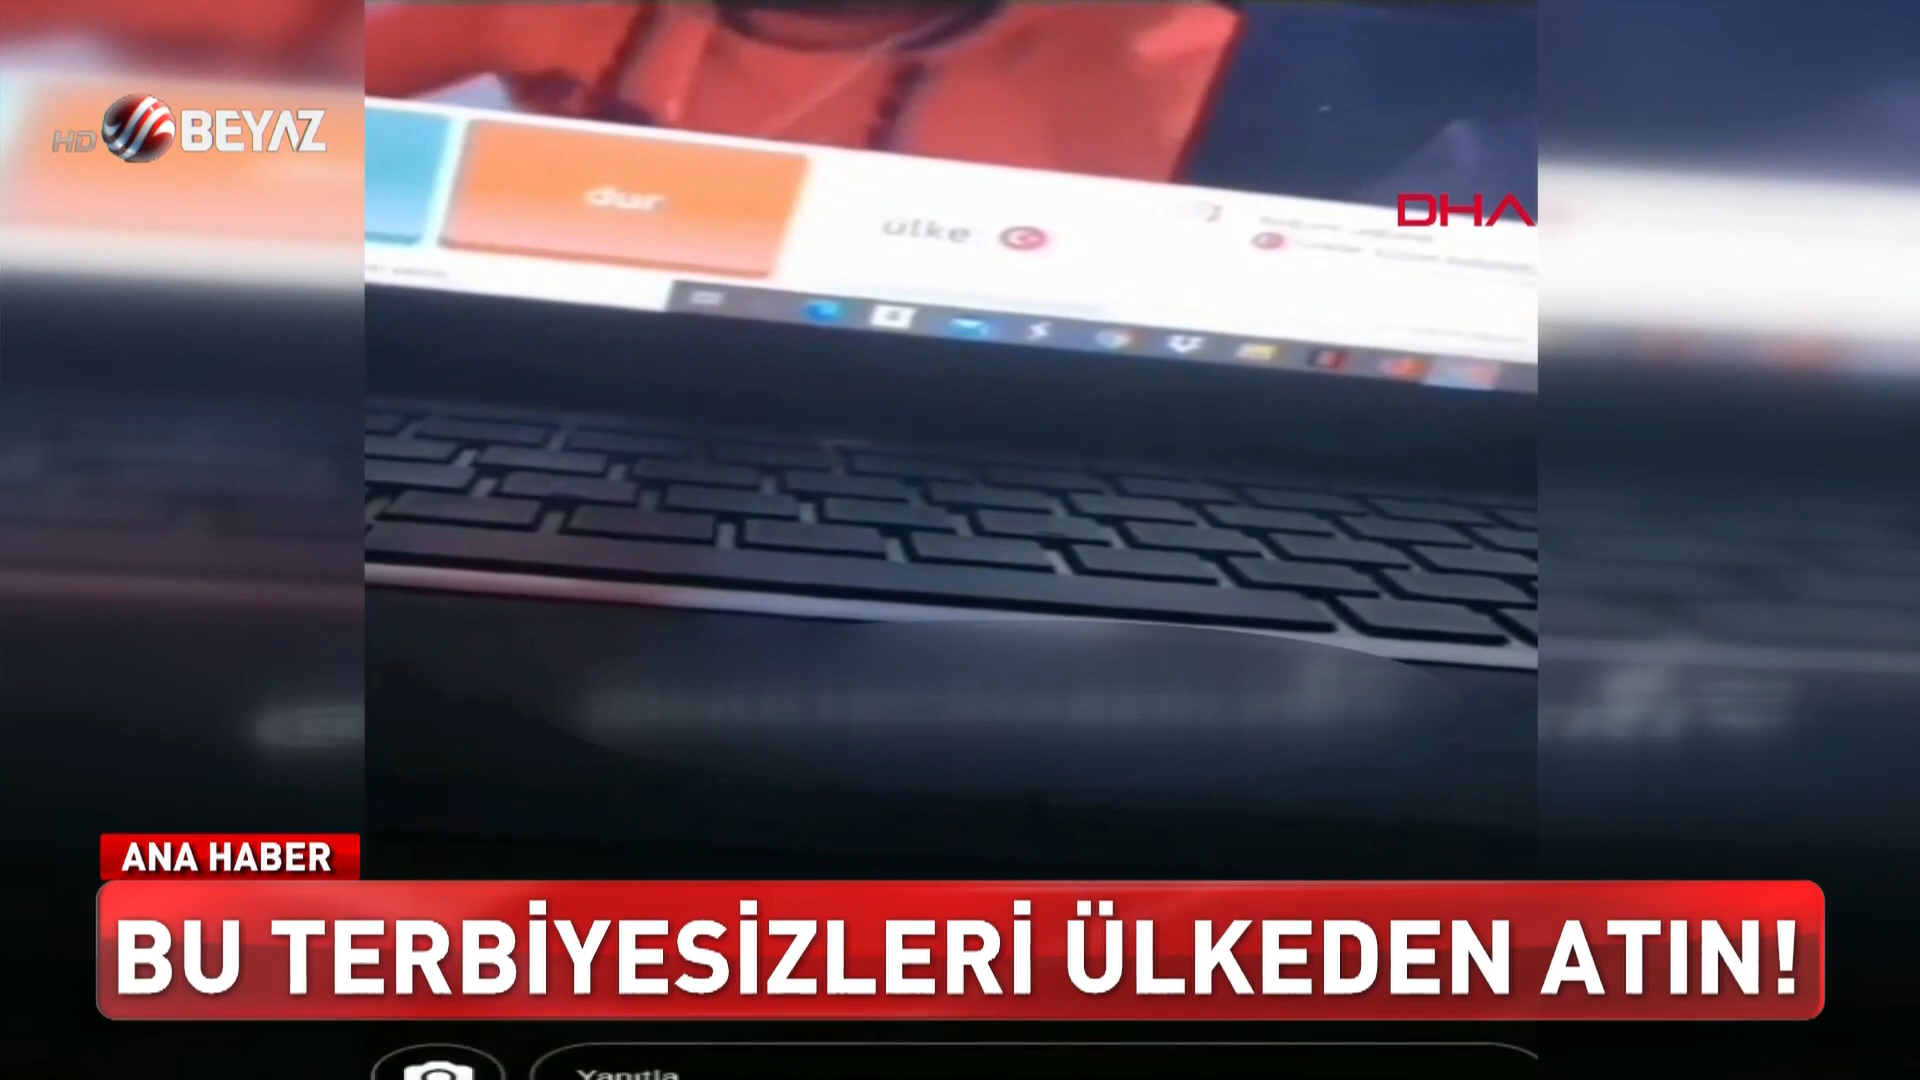 HD BEYAZ
dur
ülke:
DHA
ANA HABER
BU TERBİYESİZLERİ ÜLKEDEN ATIN!
Yanıtla